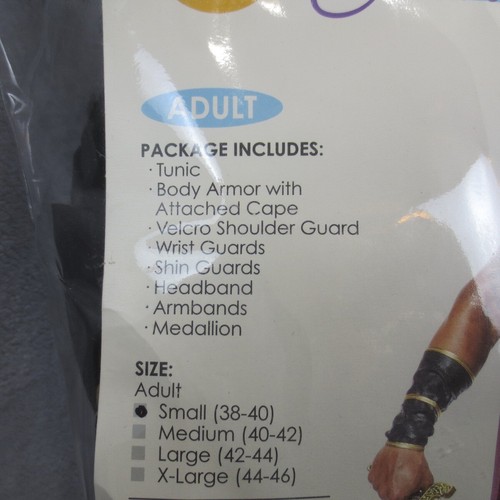 ADULT
PACKAGE INCLUDES:
· Tunic
· Body Armor with
Attached Cape
· Velcro Shoulder Guard
· Wrist Guards
· Shin Guards
· Headband
· Armbands
· Medallion
SIZE:
Adult
Small (38-40)
Medium (40-42)
Large (42-44)
X-Large (44-46)